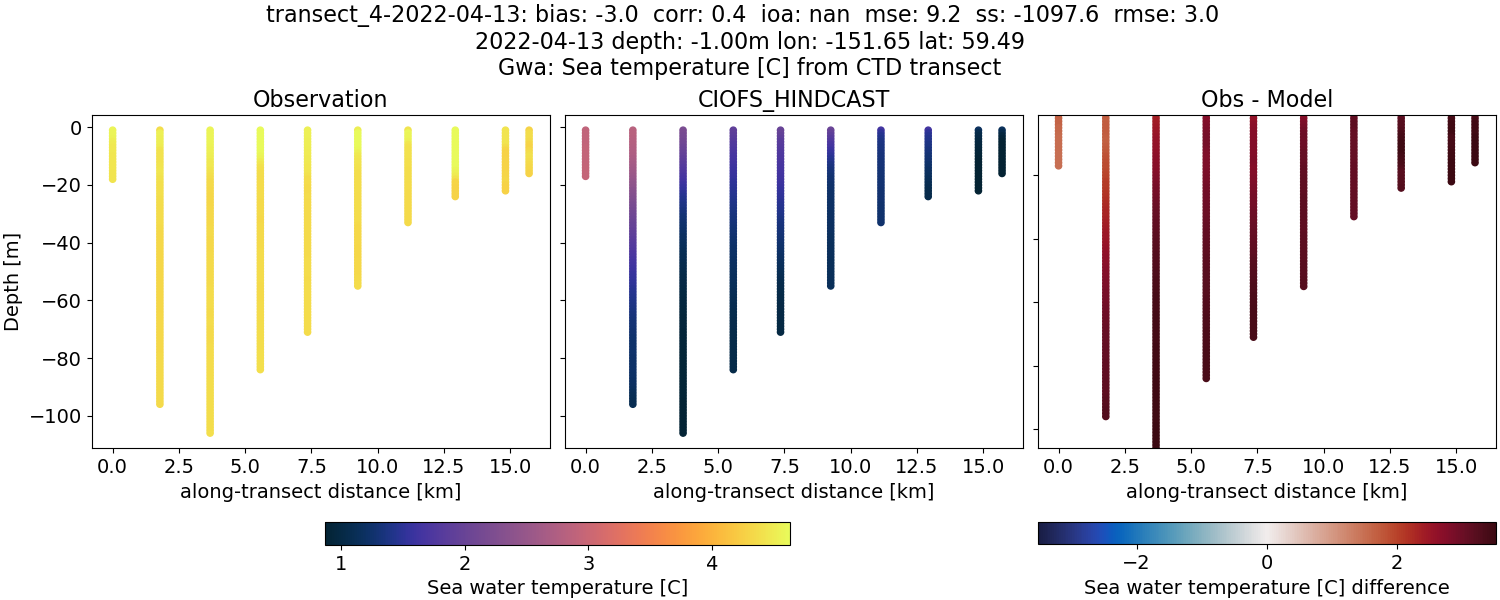 transect_4-2022-04-13: bias: -3.0  corr: 0.4  ioa: nan  mse: 9.2  ss: -1097.6  rmse: 3.0
2022-04-13 depth: -1.00m lon: -151.65 lat: 59.49
Gwa: Sea temperature [C] from CTD transect
Observation
CIOFS_HINDCAST
Obs - Model
Depth [m]
0
−20
−40
−60
−80
−100
0.0 2.5 5.0 7.5 10.0 12.5 15.0
0.0 2.5 5.0 7.5 10.0 12.5 15.0
0.0 2.5 5.0 7.5 10.0 12.5 15.0
along-transect distance [km]
along-transect distance [km]
along-transect distance [km]
1 2 3 4
Sea water temperature [C]
−2 0 2
Sea water temperature [C] difference